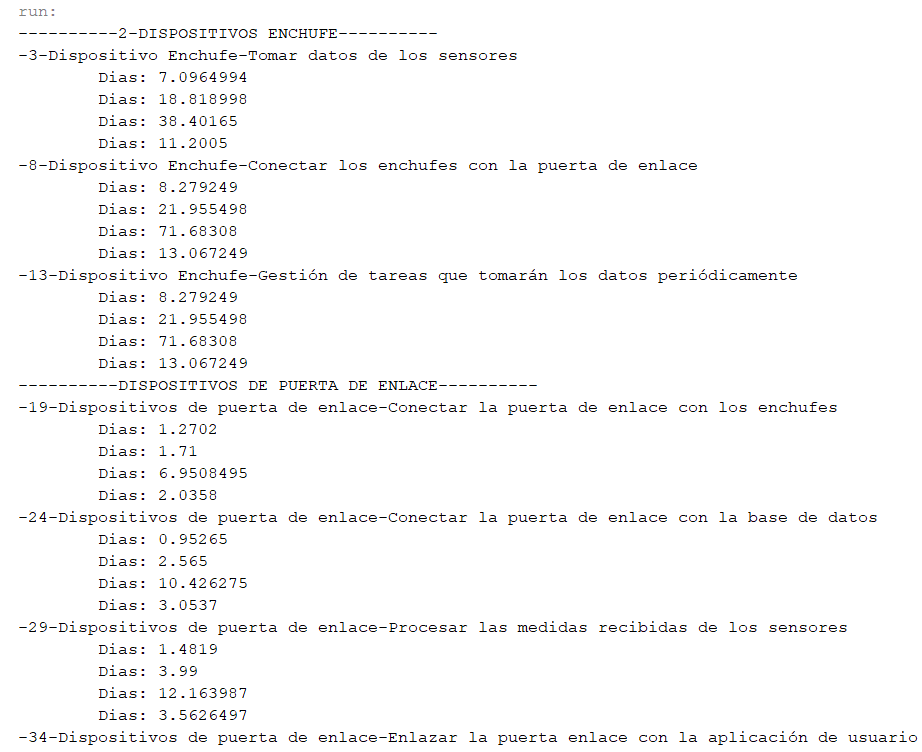 run:
----------2-DISPOSITIVOS ENCHUFE----------
-3-Dispositivo Enchufe-Tomar datos de los sensores
Dias: 7.0964994
Dias: 18.818998
Dias: 38.40165
Dias: 11.2005
-8-Dispositivo Enchufe-Conectar los enchufes con la puerta de enlace
Dias: 8.279249
Dias: 21.955498
Dias: 71.68308
Dias: 13.067249
-13-Dispositivo Enchufe-Gestión de tareas que tomarán los datos periódicamente
Dias: 8.279249
Dias: 21.955498
Dias: 71.68308
Dias: 13.067249
----------DISPOSITIVOS DE PUERTA DE ENLACE----------
-19-Dispositivos de puerta de enlace-Conectar la puerta de enlace con los enchufes
Dias: 1.2702
Dias: 1.71
Dias: 6.9508495
Dias: 2.0358
-24-Dispositivos de puerta de enlace-Conectar la puerta de enlace con la base de datos
Dias: 0.95265
Dias: 2.565
Dias: 10.426275
Dias: 3.0537
-29-Dispositivos de puerta de enlace-Procesar las medidas recibidas de los sensores
Dias: 1.4819
Dias: 3.99
Dias: 12.163987
Dias: 3.5626497
-34-Dispositivos de puerta de enlace-Enlazar la puerta enlace con la aplicación de usuario